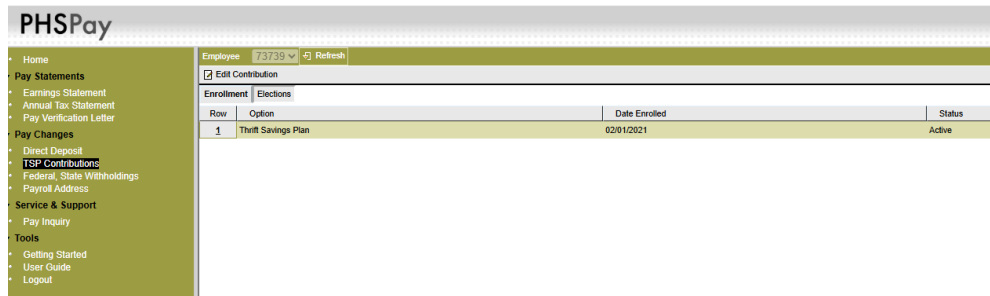 PHSPay
Home
Pay Statements
Earnings Statement
Annual Tax Statement
Pay Verification Letter
Pay Changes
Direct Deposit
TSP Contributions
Federal, State Withholdings
Payroll Address
Service & Support
Pay Inquiry
Tools
Getting Started
User Guide
Logout
Employee 73739 Refresh
Edit Contribution
Enrollment Elections
Row Option Date Enrolled Status
1 Thrift Savings Plan 02/01/2021 Active